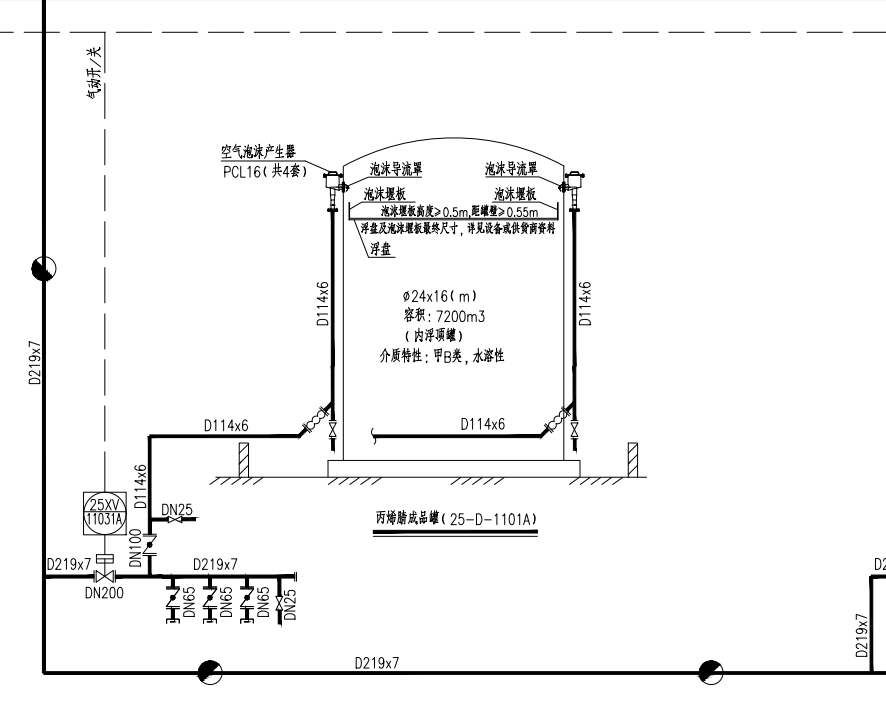 气动开/关
空气泡沫产生器
PCL16(共4套)
泡沫导流罩
泡沫导流罩
泡沫堰板
泡沫堰板
泡沫堰板高度≥0.5m,距罐壁≥0.55m
浮盘及泡沫堰板最终尺寸，详见设备或供货商资料
浮盘
D114x6
D114x6
ø24x16(m)
容积：7200m3
(内浮顶罐)
介质特性：甲B类，水溶性
D219x7
D114x6
D114x6
D114x6
25XV
11031A
DN25
丙烯腈成品罐(25-D-1101A)
DN100
D219x7
D219x7
D2
DN200
DN65
DN65
DN65
DN25
D219x7
D219x7